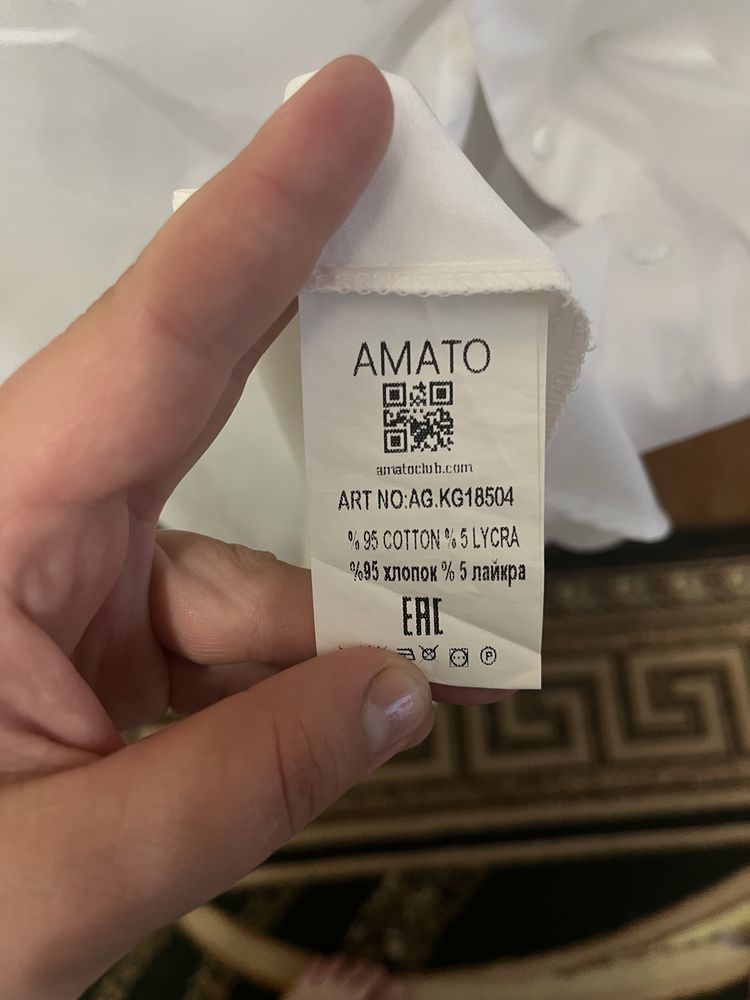 AMATO
amatoclub.com
ART NO:AG.KG18504
% 95 COTTON % 5 LYCRA
%95 хлопок % 5 лайкра
EAC
P